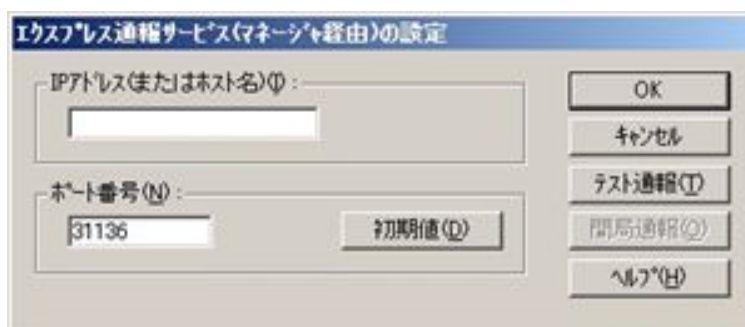 ｴｸｽﾌﾟﾚｽ通報ｻｰﾋﾞｽ(ﾏﾈｰｼﾞｬ経由)の設定
IPｱﾄﾞﾚｽ(またはﾎｽﾄ名)(I) :
OK
ｷｬﾝｾﾙ
ﾃｽﾄ通報(T)
ﾎﾟｰﾄ番号(N) :
31136
初期値(D)
開局通報(O)
ﾍﾙﾌﾟ(H)